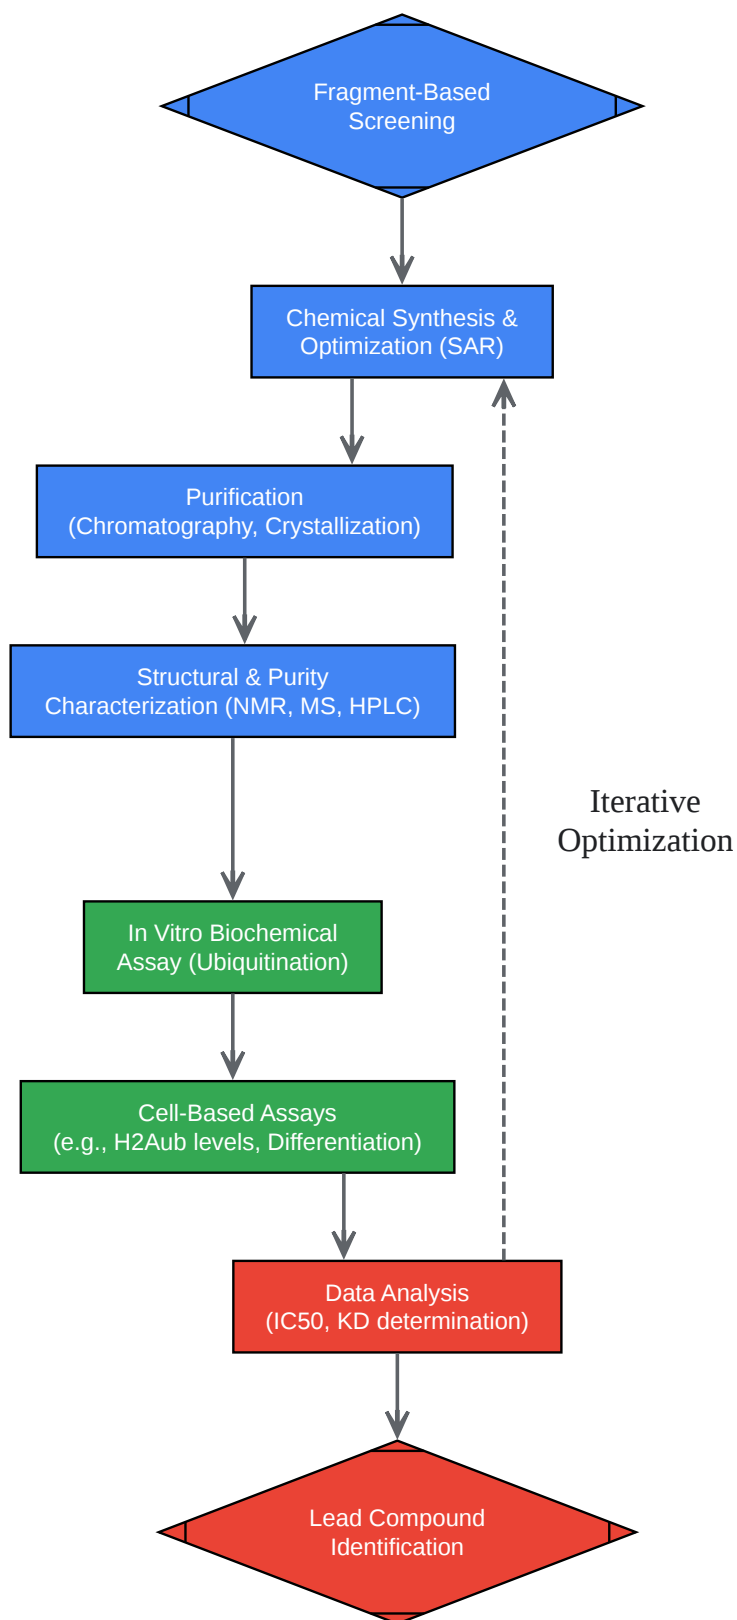 Fragment-Based
Screening
Chemical Synthesis &
Optimization (SAR)
Purification
(Chromatography, Crystallization)
Structural & Purity
Characterization (NMR, MS, HPLC)
Iterative
Optimization
In Vitro Biochemical
Assay (Ubiquitination)
Cell-Based Assays
(e.g., H2Aub levels, Differentiation)
Data Analysis
(IC50, KD determination)
Lead Compound
Identification